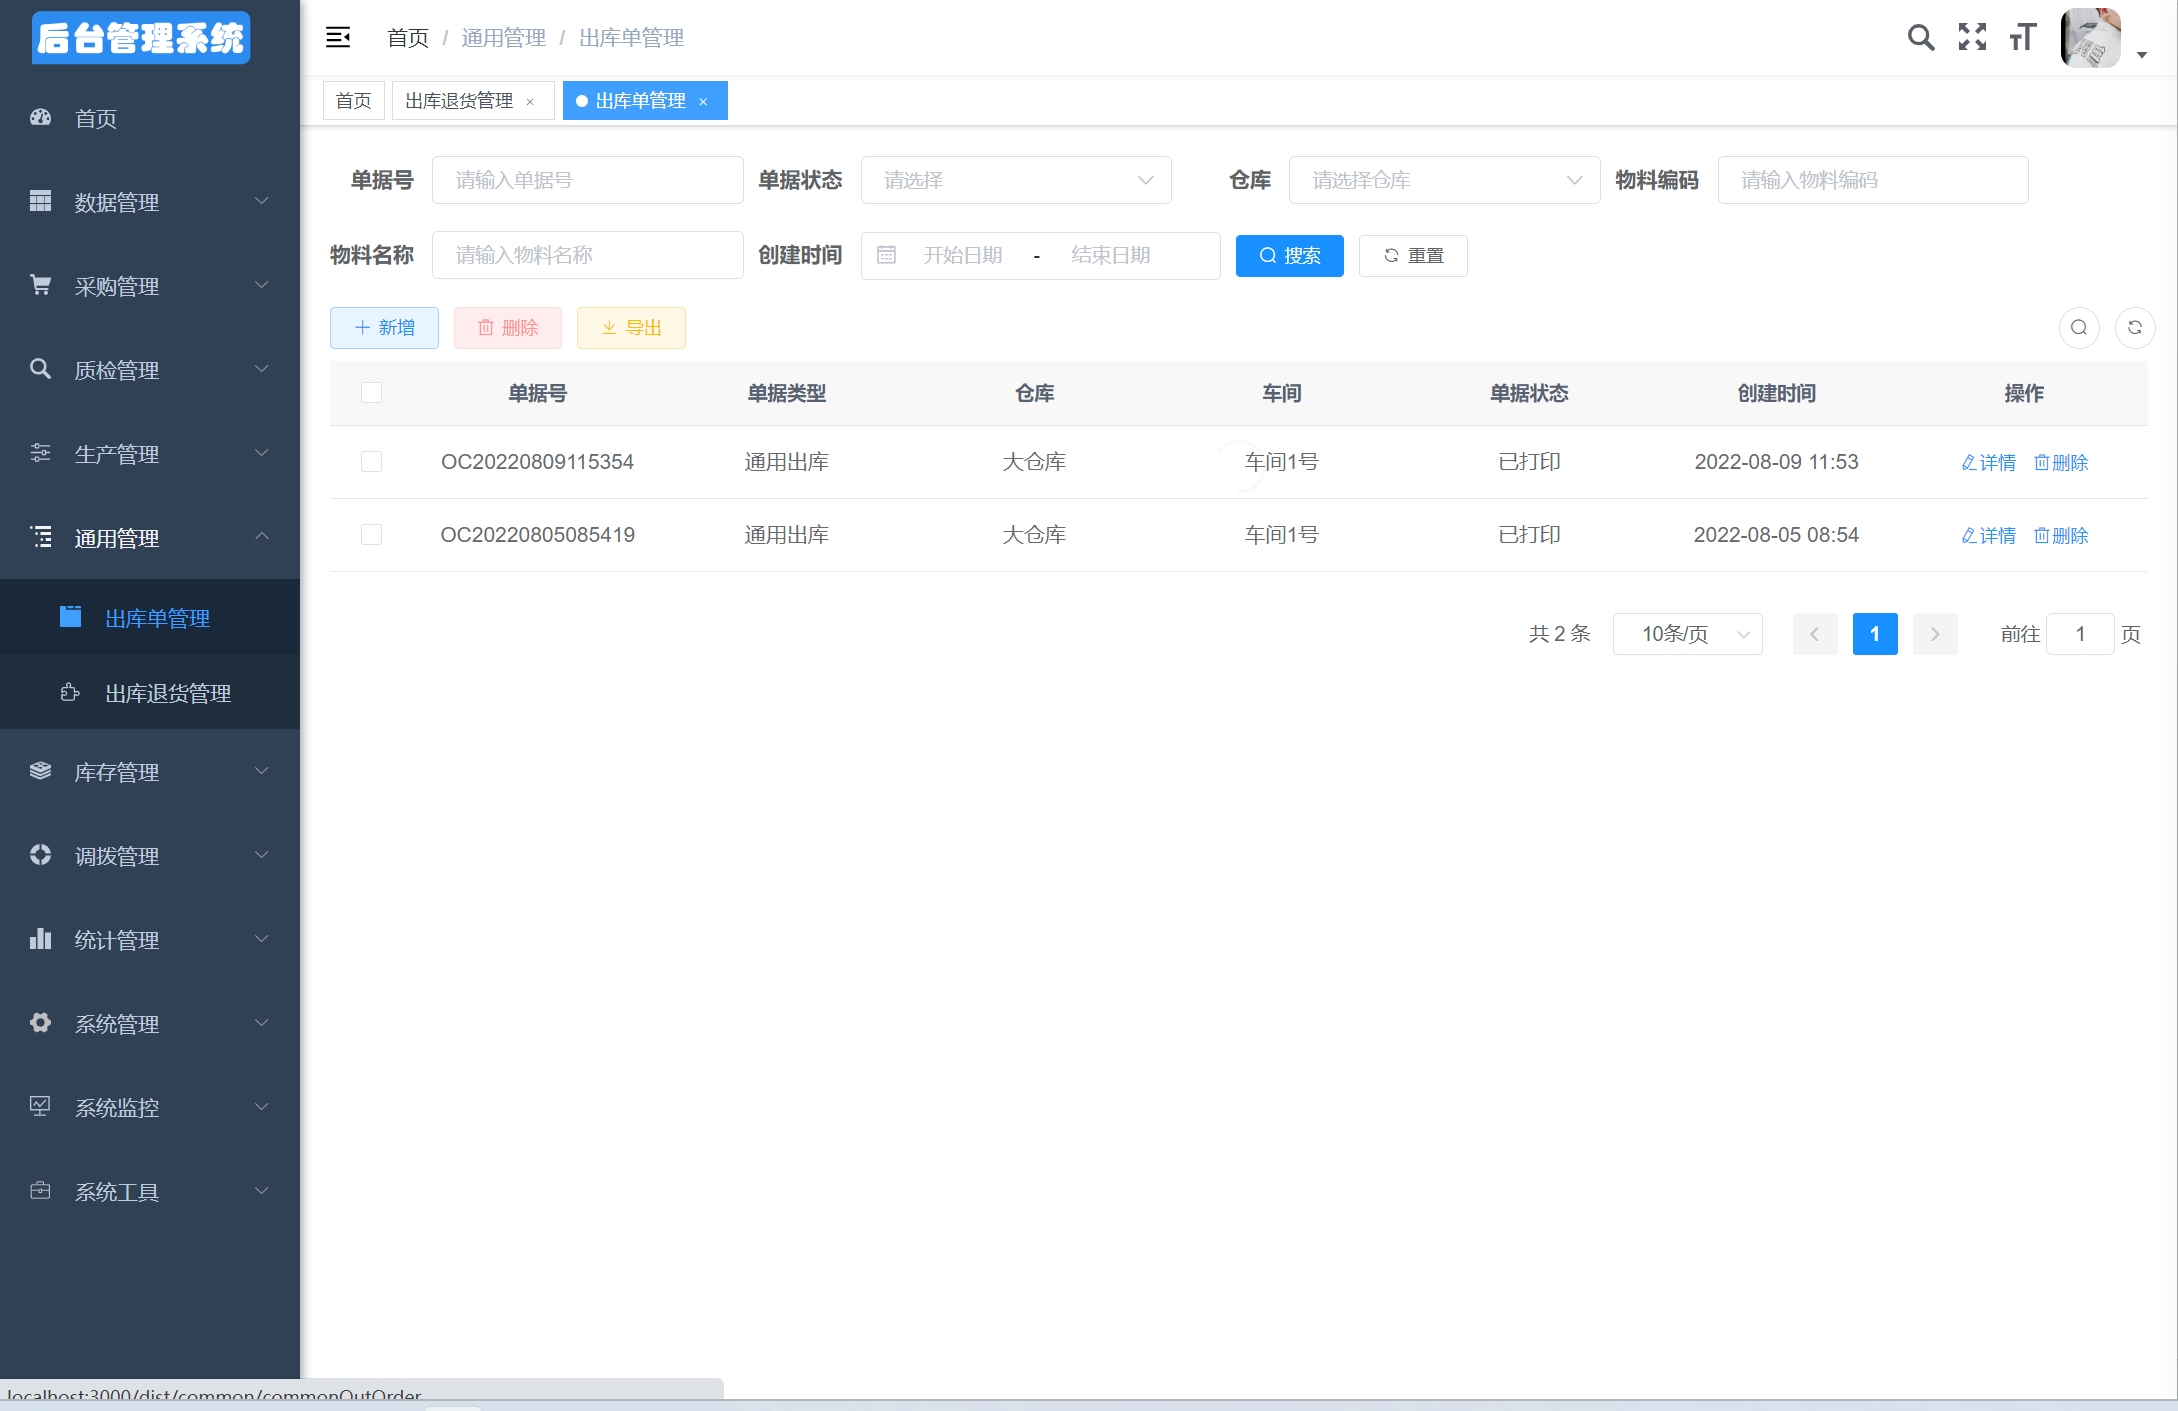 后台管理系统
首页
数据管理
采购管理
质检管理
生产管理
通用管理
出库单管理
出库退货管理
库存管理
调拨管理
统计管理
系统管理
系统监控
系统工具
首页 / 通用管理 / 出库单管理
首页 出库退货管理 × 出库单管理 ×
单据号 请输入单据号 单据状态 请选择 仓库 请选择仓库 物料编码 请输入物料编码
物料名称 请输入物料名称 创建时间 开始日期 - 结束日期 搜索 重置
新增 删除 导出
单据号 单据类型 仓库 车间 单据状态 创建时间 操作
OC20220809115354 通用出库 大仓库 车间1号 已打印 2022-08-09 11:53 详情 删除
OC20220805085419 通用出库 大仓库 车间1号 已打印 2022-08-05 08:54 详情 删除
共 2 条 10条/页 1 前往 1 页
localhost:3000/dist/common/commonOutOrder